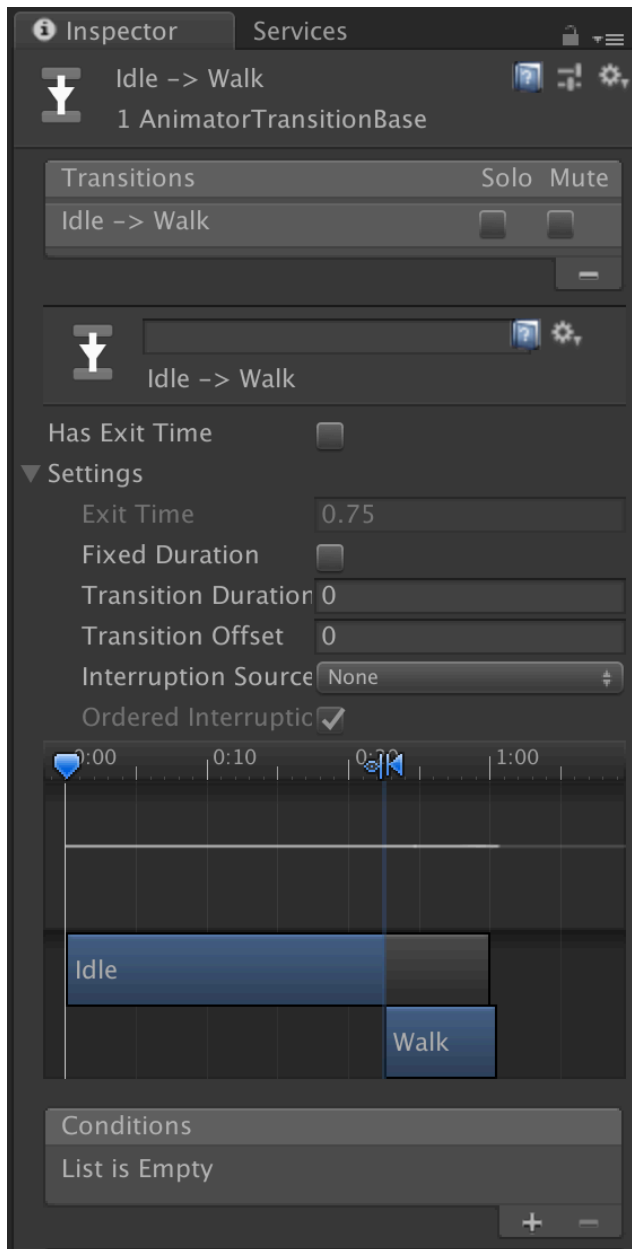 Inspector Services
Idle -> Walk
1 AnimatorTransitionBase
Transitions Solo Mute
Idle -> Walk
Idle -> Walk
Has Exit Time
Settings
Exit Time 0.75
Fixed Duration
Transition Duration 0
Transition Offset 0
Interruption Source None
Ordered Interruptic
0:00 0:10 0:20 1:00
Idle
Walk
Conditions
List is Empty